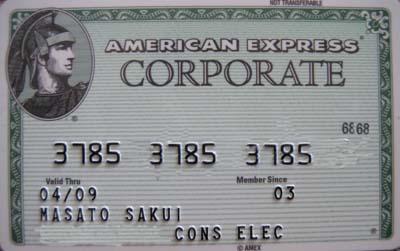 NOT TRANSFERABLE
AMERICAN EXPRESS®
CORPORATE
6868
3785 3785 3785
Valid Thru Member Since
04/09 03
MASATO SAKUI
CONS ELEC
© AMEX